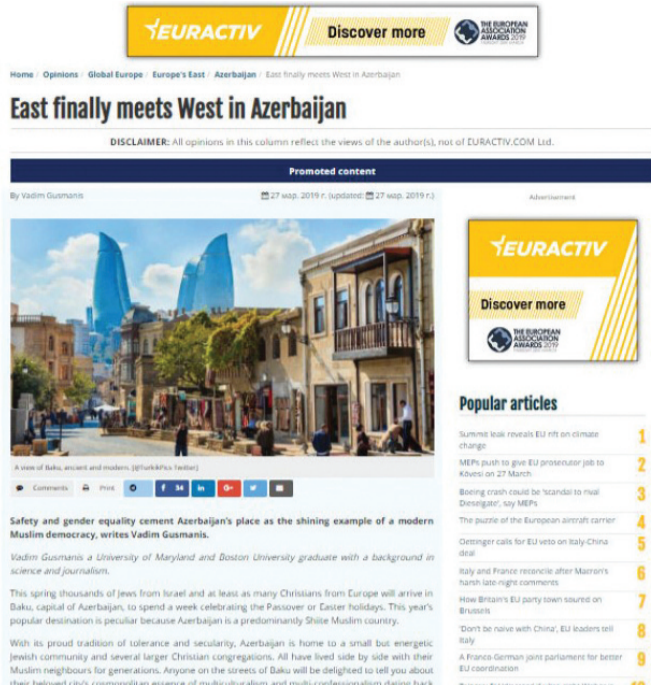 EURACTIV
Discover more
THE EUROPEAN
ASSOCIATION
AWARDS 2019
Home / Opinions / Global Europe / Europe's East / Azerbaijan / East finally meets West in Azerbaijan
East finally meets West in Azerbaijan
DISCLAIMER: All opinions in this column reflect the views of the author(s), not of EURACTIV.COM Ltd.
Promoted content
By Vadim Gusmanis
27 мар. 2019 г. (updated: 27 мар. 2019 г.)
A view of Baku, ancient and modern. [@TurkihPics Twitter]
Comments
Print
34
Safety and gender equality cement Azerbaijan's place as the shining example of a modern
Muslim democracy, writes Vadim Gusmanis.
Vadim Gusmanis a University of Maryland and Boston University graduate with a background in
science and journalism.
This spring thousands of Jews from Israel and at least as many Christians from Europe will arrive in
Baku, capital of Azerbaijan, to spend a week celebrating the Passover or Easter holidays. This year's
popular destination is peculiar because Azerbaijan is a predominantly Shiite Muslim country.
With its proud tradition of tolerance and secularity, Azerbaijan is home to a small but energetic
Jewish community and several larger Christian congregations. All have lived side by side with their
Muslim neighbours for generations. Anyone on the streets of Baku will be delighted to tell you about
their beloved city's cosmopolitan essence of multiculturalism and multi-confessionalism dating back
Advertisement
EURACTIV
Discover more
THE EUROPEAN
ASSOCIATION
AWARDS 2019
Popular articles
Summit leak reveals EU rift on climate
change
1
MEPs push to give EU prosecutor job to
Kövesi on 27 March
2
Boeing crash could be 'scandal to rival
Dieselgate', say MEPs
3
The puzzle of the European aircraft carrier
4
Oettinger calls for EU veto on Italy-China
deal
5
Italy and France reconcile after Macron's
harsh late-night comments
6
How Britain's EU party town soured on
Brussels
7
'Don't be naive with China', EU leaders tell
Italy
8
A Franco-German joint parliament for better
EU coordination
9
10